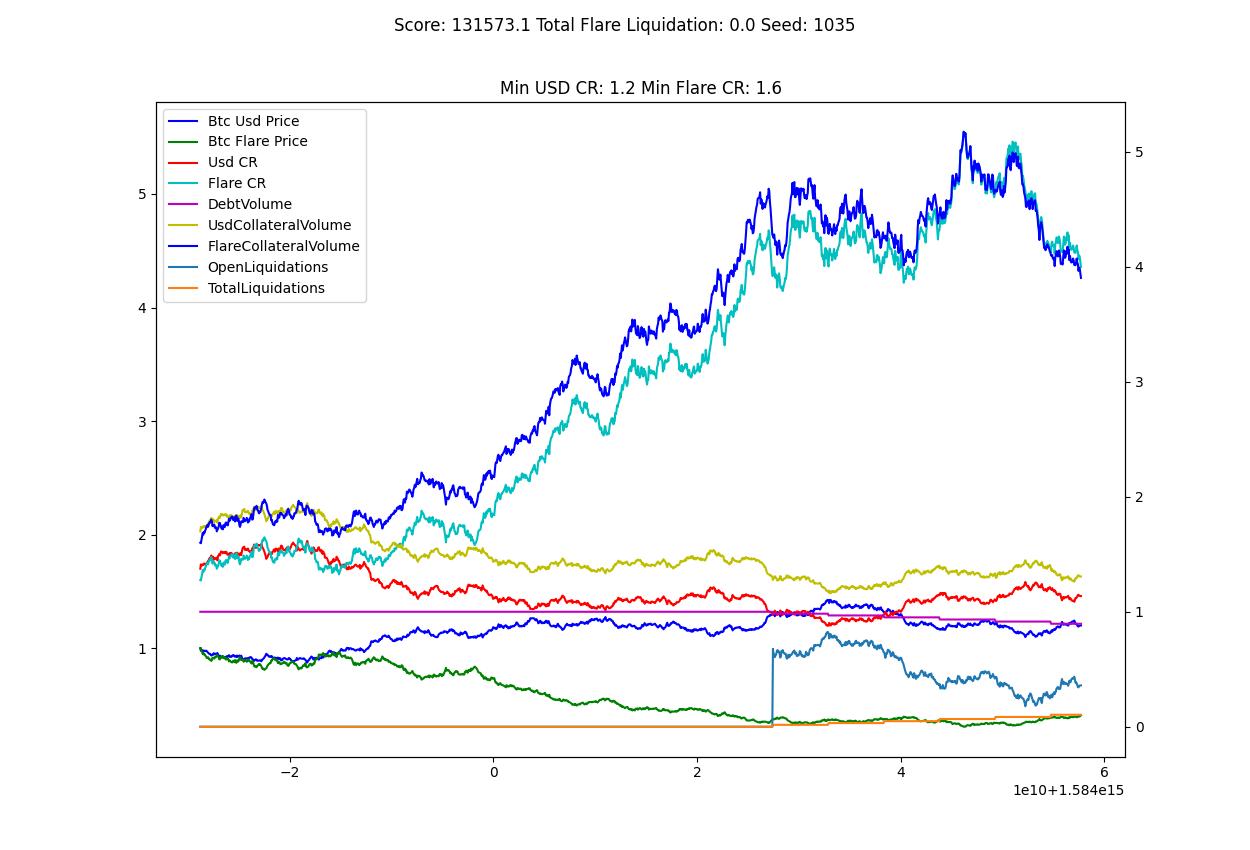 Score: 131573.1 Total Flare Liquidation: 0.0 Seed: 1035
Min USD CR: 1.2 Min Flare CR: 1.6
Btc Usd Price
Btc Flare Price
Usd CR
Flare CR
DebtVolume
UsdCollateralVolume
FlareCollateralVolume
OpenLiquidations
TotalLiquidations
5
4
3
2
1
5
4
3
2
1
0
−2
0
2
4
6
1e10+1.584e15